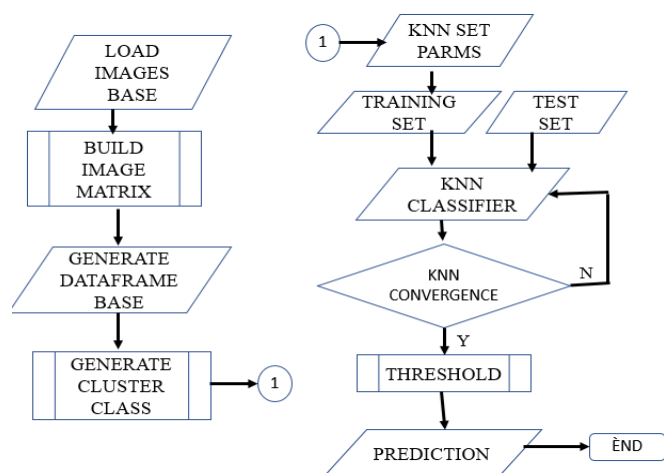 LOAD
IMAGES
BASE
BUILD
IMAGE
MATRIX
GENERATE
DATAFRAME
BASE
GENERATE
CLUSTER
CLASS
1
1
KNN SET
PARMS
TRAINING
SET
TEST
SET
KNN
CLASSIFIER
KNN
CONVERGENCE
N
Y
THRESHOLD
PREDICTION
ÈND